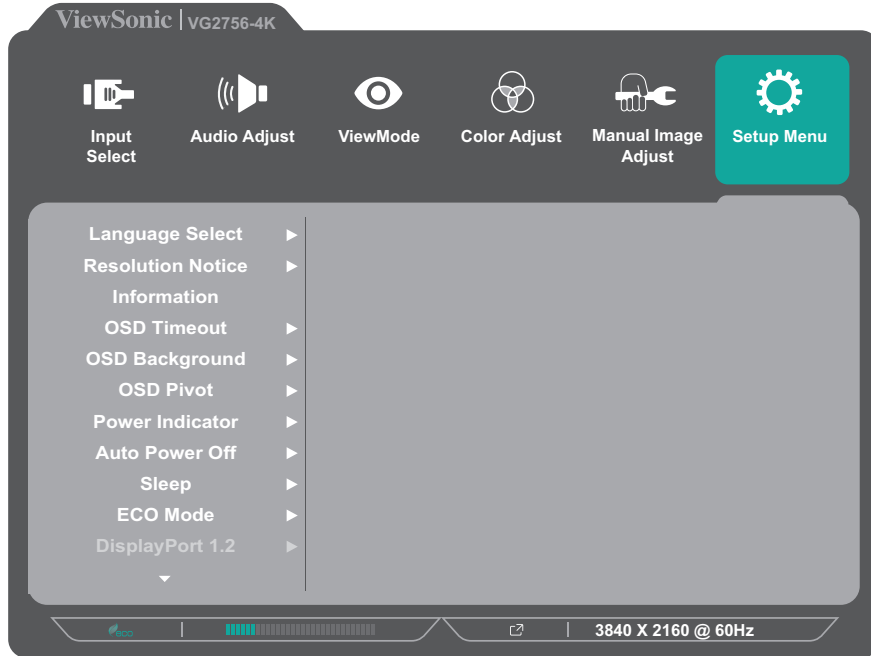 ViewSonic | VG2756-4K
Input Select
Audio Adjust
ViewMode
Color Adjust
Manual Image Adjust
Setup Menu
Language Select
Resolution Notice
Information
OSD Timeout
OSD Background
OSD Pivot
Power Indicator
Auto Power Off
Sleep
ECO Mode
DisplayPort 1.2
eco
3840 X 2160 @ 60Hz